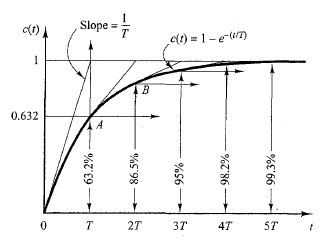 c(t)
Slope = 1/T
c(t) = 1 − e^−(t/T)
1
0.632
A
B
63.2%
86.5%
95%
98.2%
99.3%
0
T
2T
3T
4T
5T
t